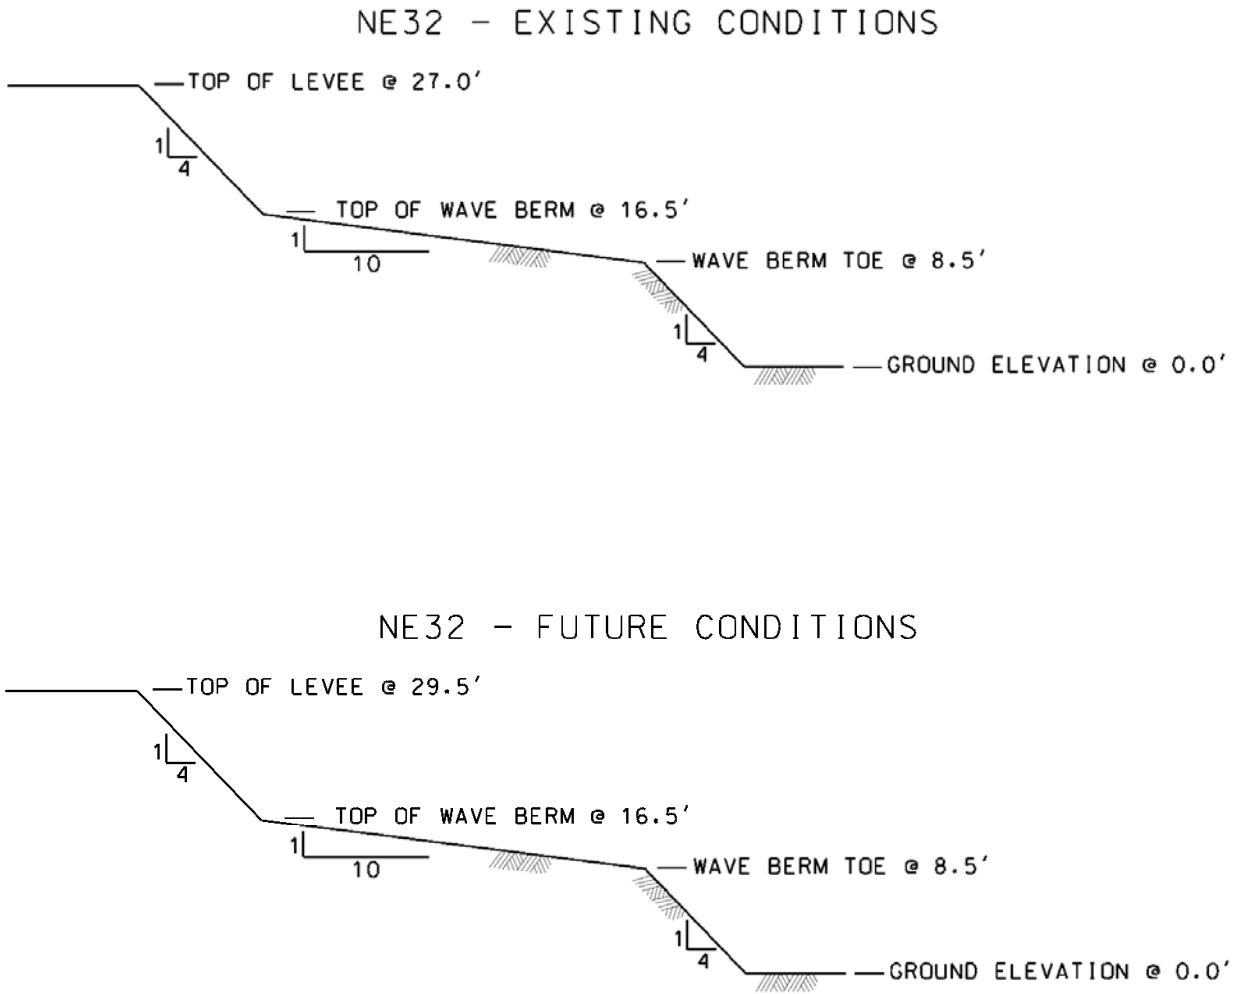 NE32 - EXISTING CONDITIONS
TOP OF LEVEE @ 27.0'
1
4
TOP OF WAVE BERM @ 16.5'
1
10
WAVE BERM TOE @ 8.5'
1
4
GROUND ELEVATION @ 0.0'
NE32 - FUTURE CONDITIONS
TOP OF LEVEE @ 29.5'
1
4
TOP OF WAVE BERM @ 16.5'
1
10
WAVE BERM TOE @ 8.5'
1
4
GROUND ELEVATION @ 0.0'